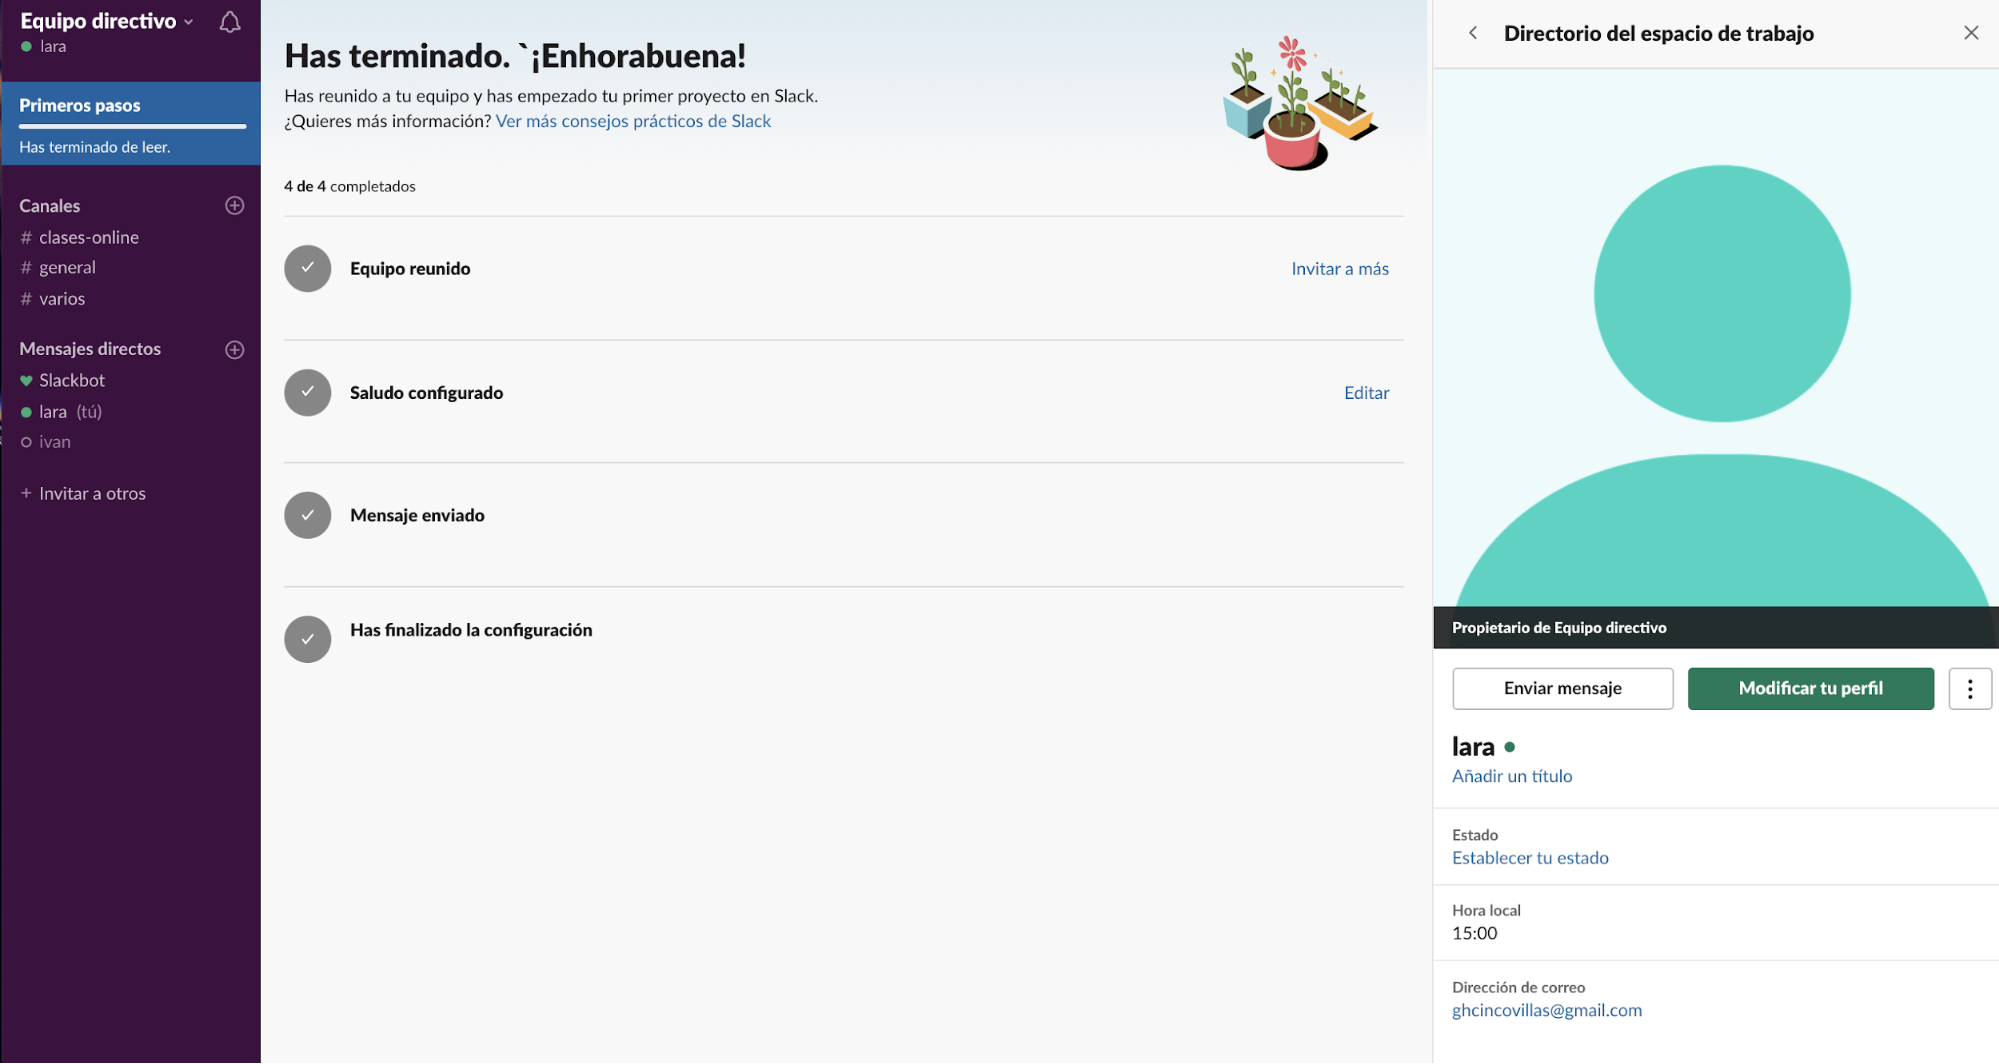 Equipo directivo
lara
Primeros pasos
Has terminado de leer.
Canales
# clases-online
# general
# varios
Mensajes directos
Slackbot
lara (tú)
ivan
+ Invitar a otros
Has terminado. `¡Enhorabuena!
Has reunido a tu equipo y has empezado tu primer proyecto en Slack.
¿Quieres más información? Ver más consejos prácticos de Slack
4 de 4 completados
Equipo reunido
Invitar a más
Saludo configurado
Editar
Mensaje enviado
Has finalizado la configuración
Directorio del espacio de trabajo
Propietario de Equipo directivo
Enviar mensaje
Modificar tu perfil
lara
Añadir un título
Estado
Establecer tu estado
Hora local
15:00
Dirección de correo
ghcincovillas@gmail.com